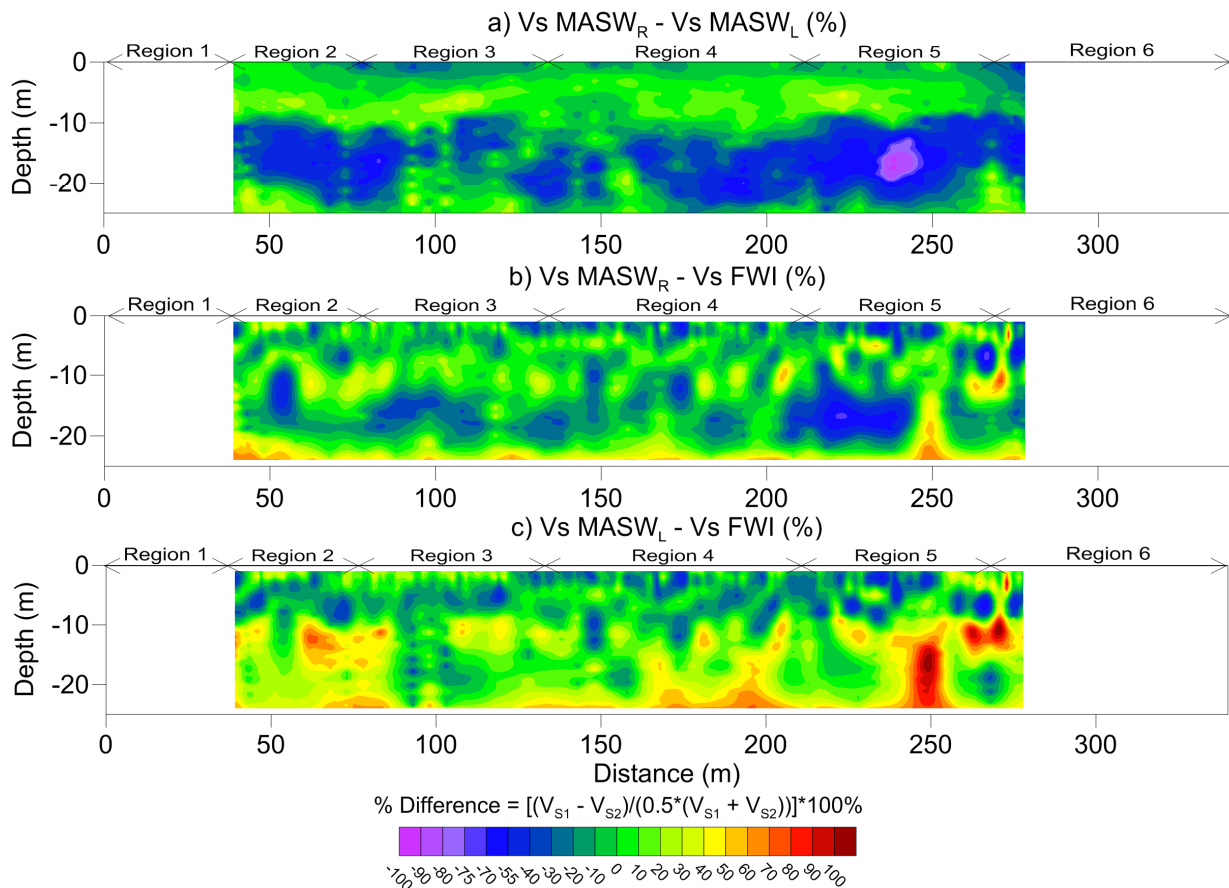 a) Vs MASW_R - Vs MASW_L (%)
Region 1 Region 2 Region 3 Region 4 Region 5 Region 6
0
-10
-20
Depth (m)
0 50 100 150 200 250 300
b) Vs MASW_R - Vs FWI (%)
Region 1 Region 2 Region 3 Region 4 Region 5 Region 6
0
-10
-20
Depth (m)
0 50 100 150 200 250 300
c) Vs MASW_L - Vs FWI (%)
Region 1 Region 2 Region 3 Region 4 Region 5 Region 6
0
-10
-20
Depth (m)
0 50 100 150 200 250 300
Distance (m)
% Difference = [(V_S1 - V_S2)/(0.5*(V_S1 + V_S2))]*100%
-100 -90 -80 -75 -70 -55 -40 -30 -20 -10 0 10 20 30 40 50 60 70 80 90 100